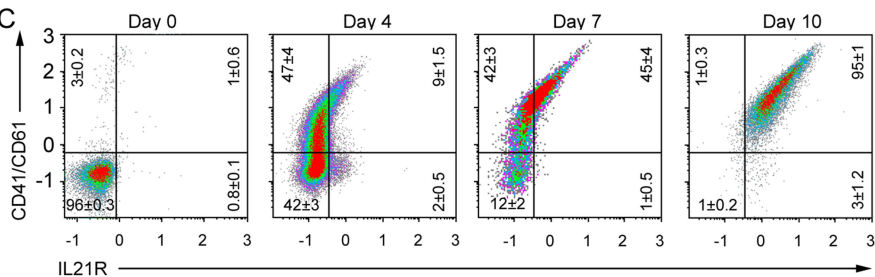 C
Day 0 Day 4 Day 7 Day 10
CD41/CD61
3
2
1
0
-1
3±0.2 1±0.6 96±0.3 0.8±0.1
47±4 9±1.5 42±3 2±0.5
42±3 45±4 12±2 1±0.5
1±0.3 95±1 1±0.2 3±1.2
-1 0 1 2 3 -1 0 1 2 3 -1 0 1 2 3 -1 0 1 2 3
IL21R